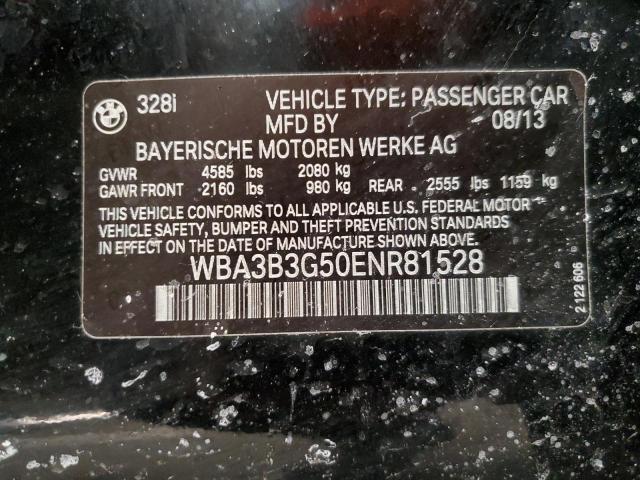 BMW
328i VEHICLE TYPE: PASSENGER CAR
MFD BY 08/13
BAYERISCHE MOTOREN WERKE AG
GVWR 4585 lbs 2080 kg
GAWR FRONT 2160 lbs 980 kg REAR 2555 lbs 1159 kg
THIS VEHICLE CONFORMS TO ALL APPLICABLE U.S. FEDERAL MOTOR
VEHICLE SAFETY, BUMPER AND THEFT PREVENTION
STANDARDS IN EFFECT ON THE DATE OF MANUFACTURE SHOWN ABOVE.
WBA3B3G50ENR81528
2 122 606